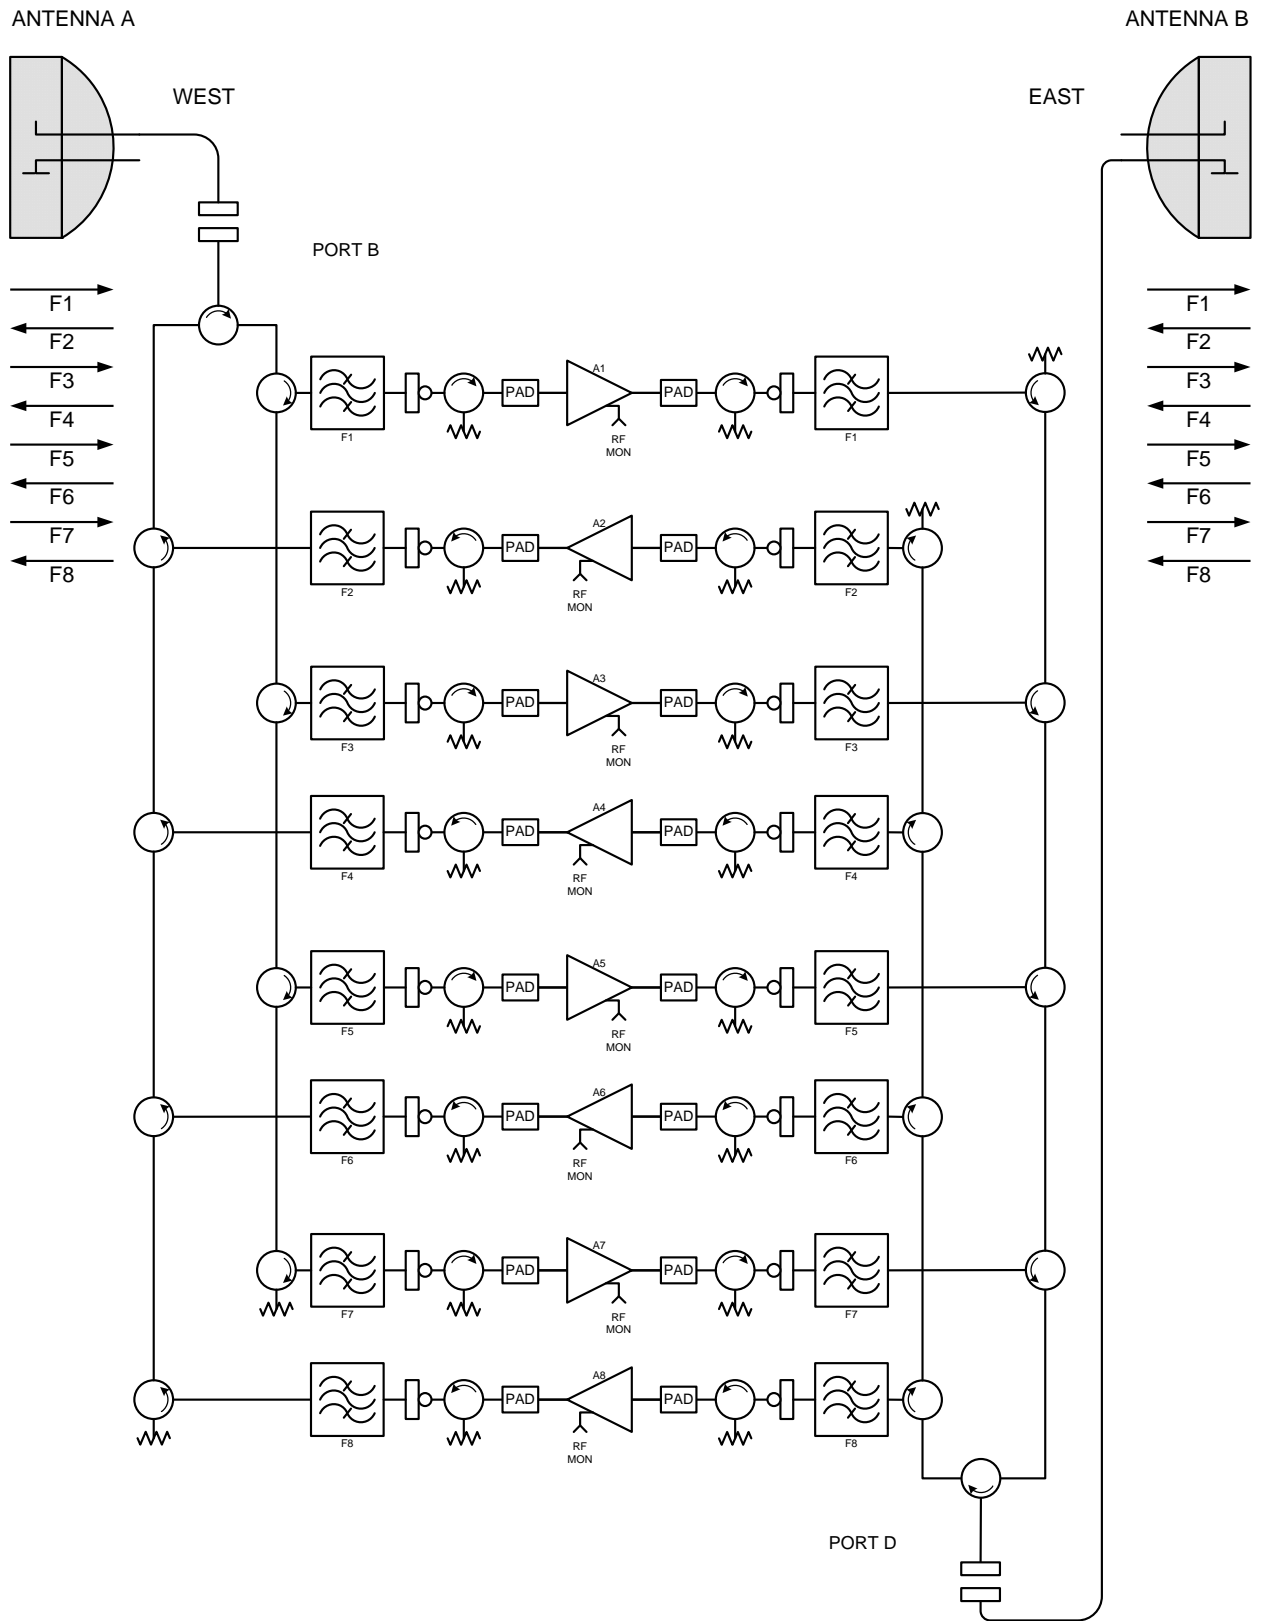 ANTENNA A
ANTENNA B
WEST
EAST
PORT B
F1
F2
F3
F4
F5
F6
F7
F8
F1
F2
F3
F4
F5
F6
F7
F8
A1
PAD
PAD
RF
MON
F1
F1
A2
PAD
PAD
RF
MON
F2
F2
A3
PAD
PAD
RF
MON
F3
F3
A4
PAD
PAD
RF
MON
F4
F4
A5
PAD
PAD
RF
MON
F5
F5
A6
PAD
PAD
RF
MON
F6
F6
A7
PAD
PAD
RF
MON
F7
F7
A8
PAD
PAD
RF
MON
F8
F8
PORT D